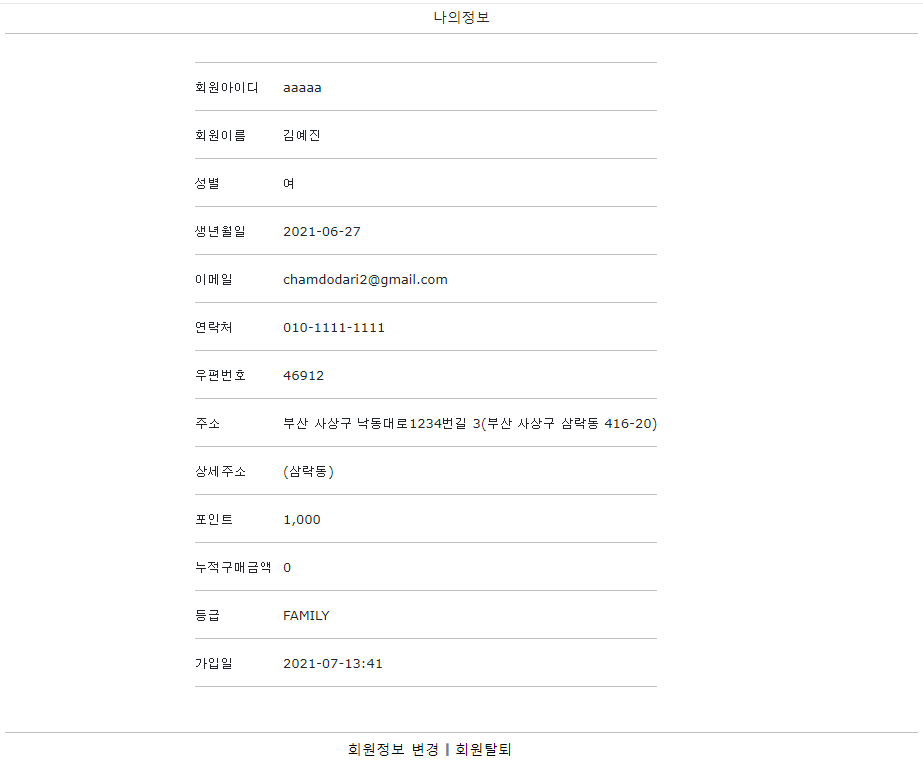 나의정보
회원아이디 aaaaa
회원이름 김예진
성별 여
생년월일 2021-06-27
이메일 chamdodari2@gmail.com
연락처 010-1111-1111
우편번호 46912
주소 부산 사상구 낙동대로1234번길 3(부산 사상구 삼락동 416-20)
상세주소 (삼락동)
포인트 1,000
누적구매금액 0
등급 FAMILY
가입일 2021-07-13:41
회원정보 변경 | 회원탈퇴